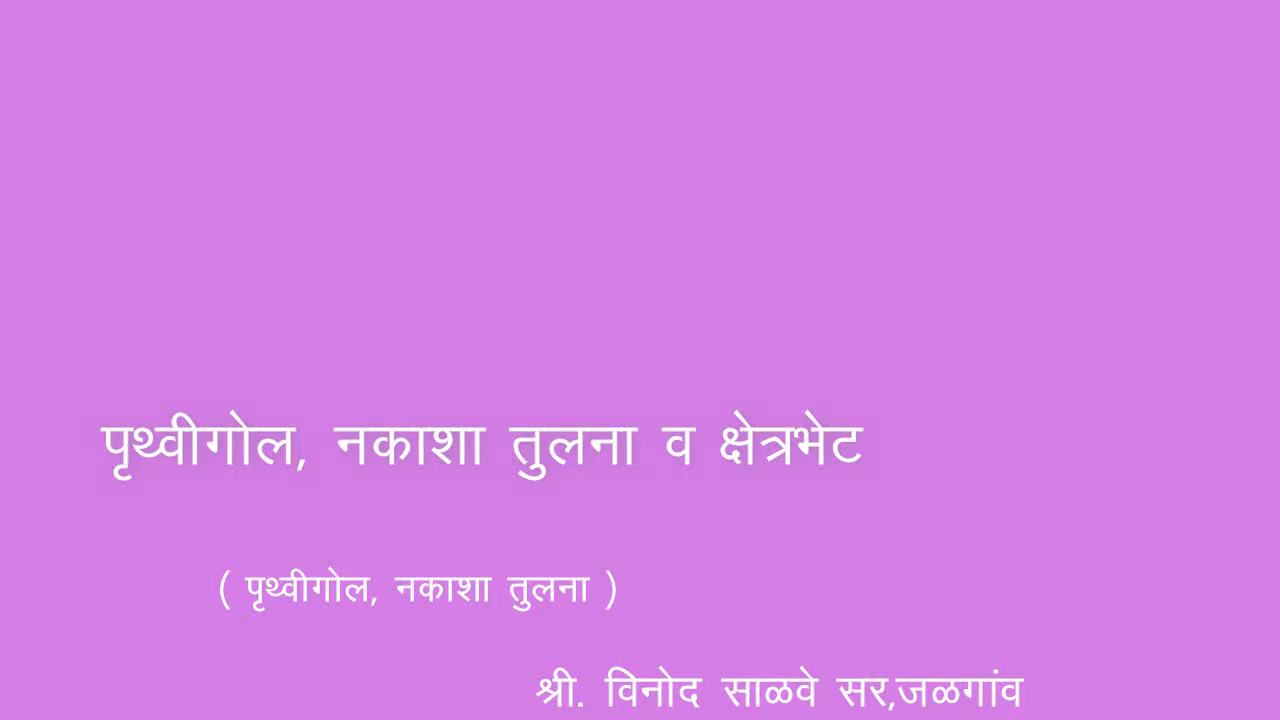 पृथ्वीगोल, नकाशा तुलना व क्षेत्रभेट
( पृथ्वीगोल, नकाशा तुलना )
श्री. विनोद साळवे सर,जळगांव